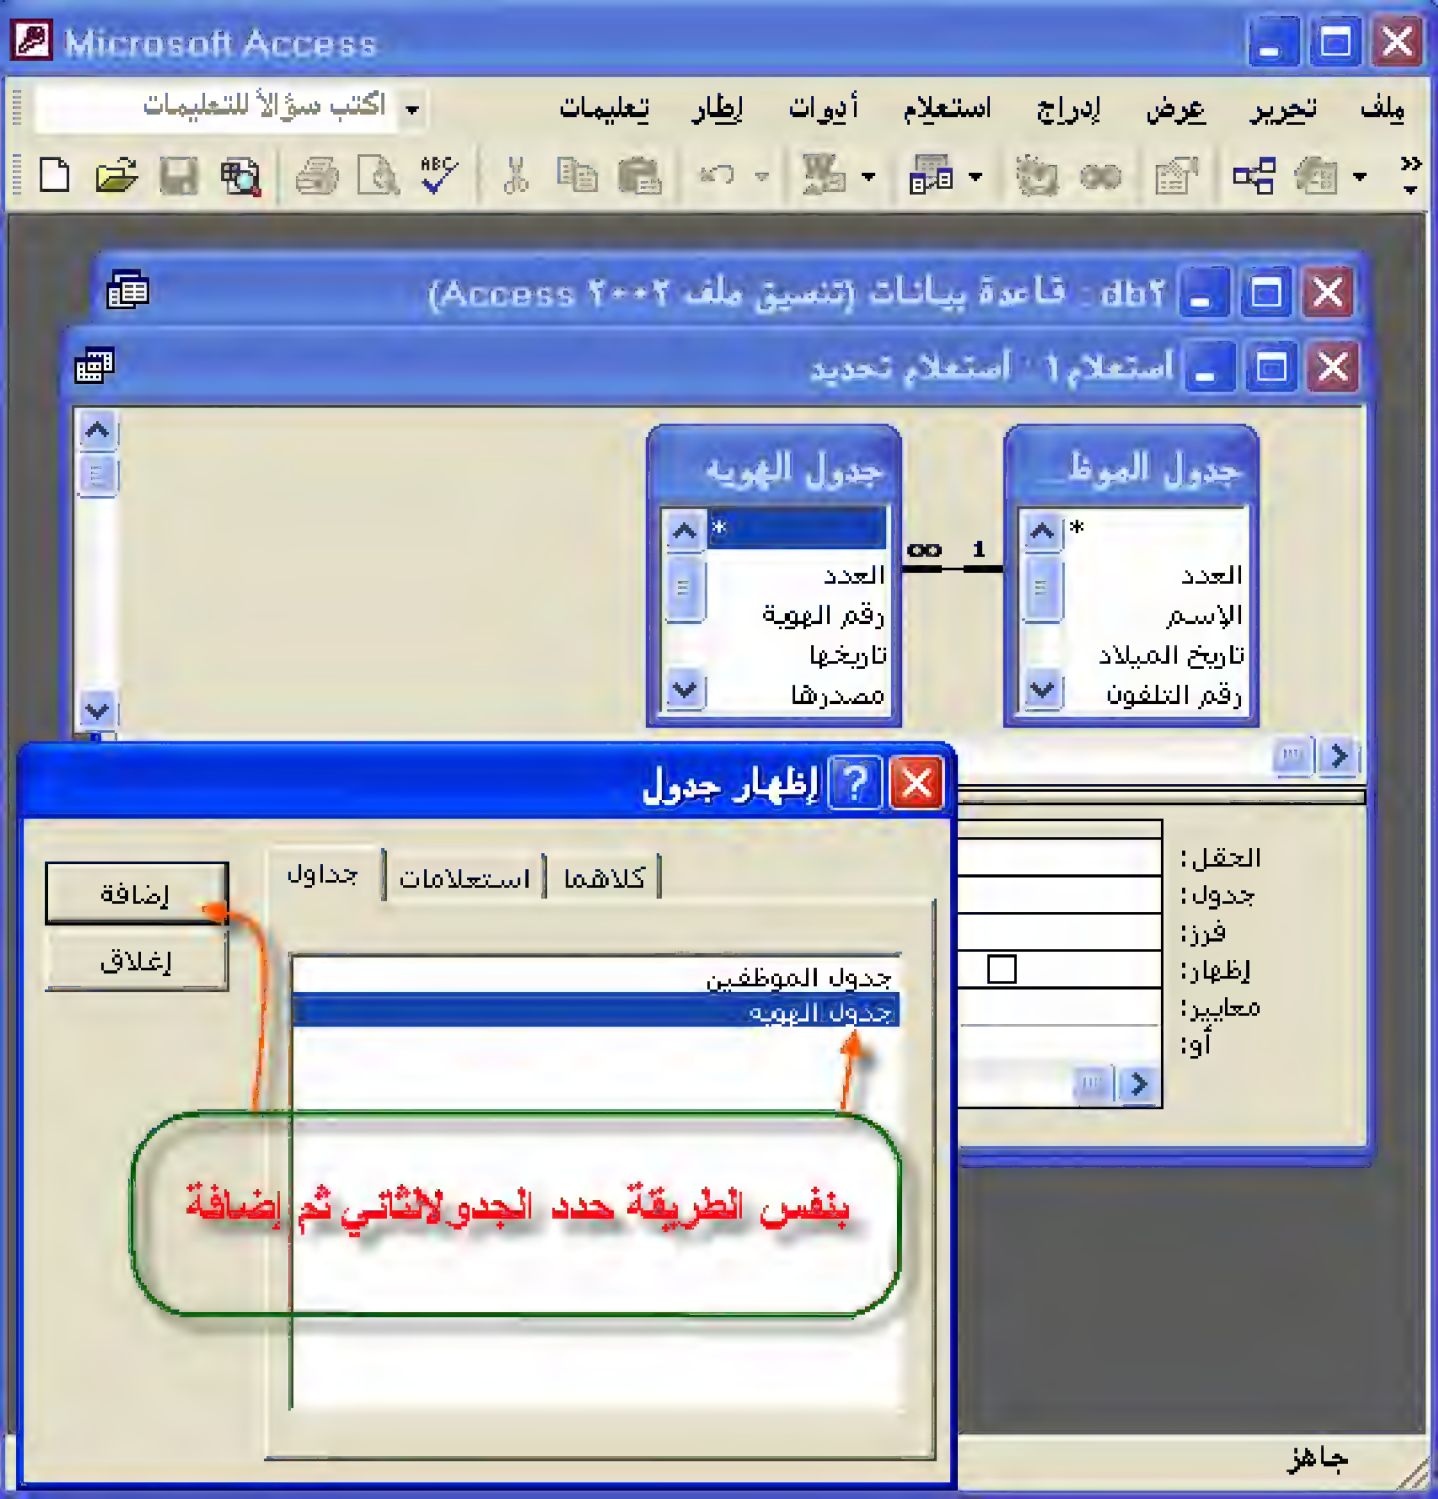 Microsoft Access
ملف تحرير عرض إدراج استعلام أدوات إطار تعليمات اكتب سؤالاً للتعليمات
ABC
db٢ : قاعدة بيانات (تنسيق ملف Access ٢٠٠٢)
استعلام١ : استعلام تحديد
جدول الموظ...
*
العدد
الإسم
تاريخ الميلاد
رقم التلفون
1 ∞
جدول الهويه
*
العدد
رقم الهوية
تاريخها
مصدرها
الحقل:
جدول:
فرز:
إظهار:
معايير:
أو:
إظهار جدول
جداول استعلامات كلاهما
إضافة
إغلاق
جدول الموظفين
جدول الهويه
بنفس الطريقة حدد الجدولالثاني ثم إضافة
جاهز